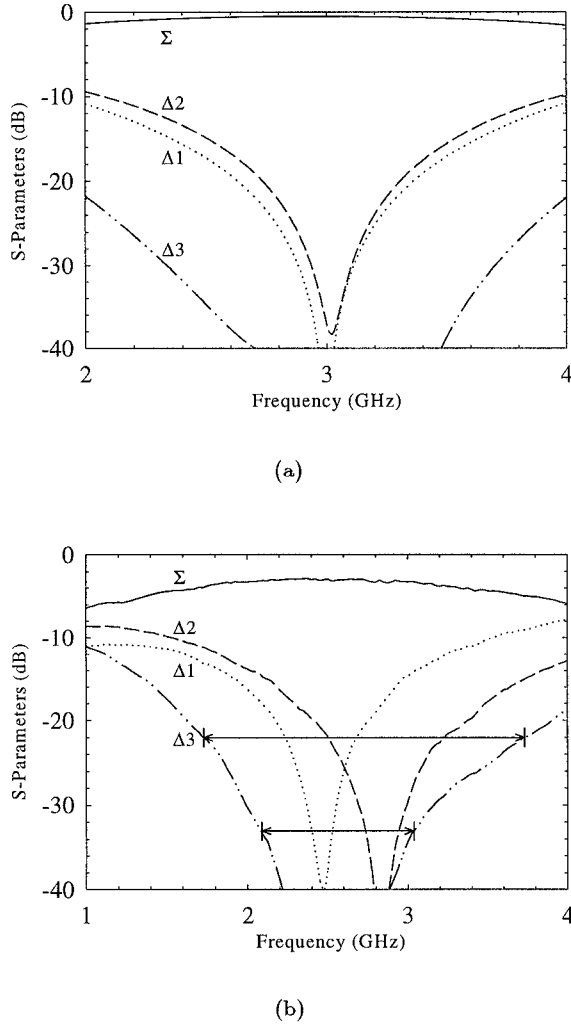 0
Σ
-10
Δ2
Δ1
-20
Δ3
-30
-40
S-Parameters (dB)
2 3 4
Frequency (GHz)
(a)
0
Σ
Δ2
-10
Δ1
-20
Δ3
-30
-40
S-Parameters (dB)
1 2 3 4
Frequency (GHz)
(b)